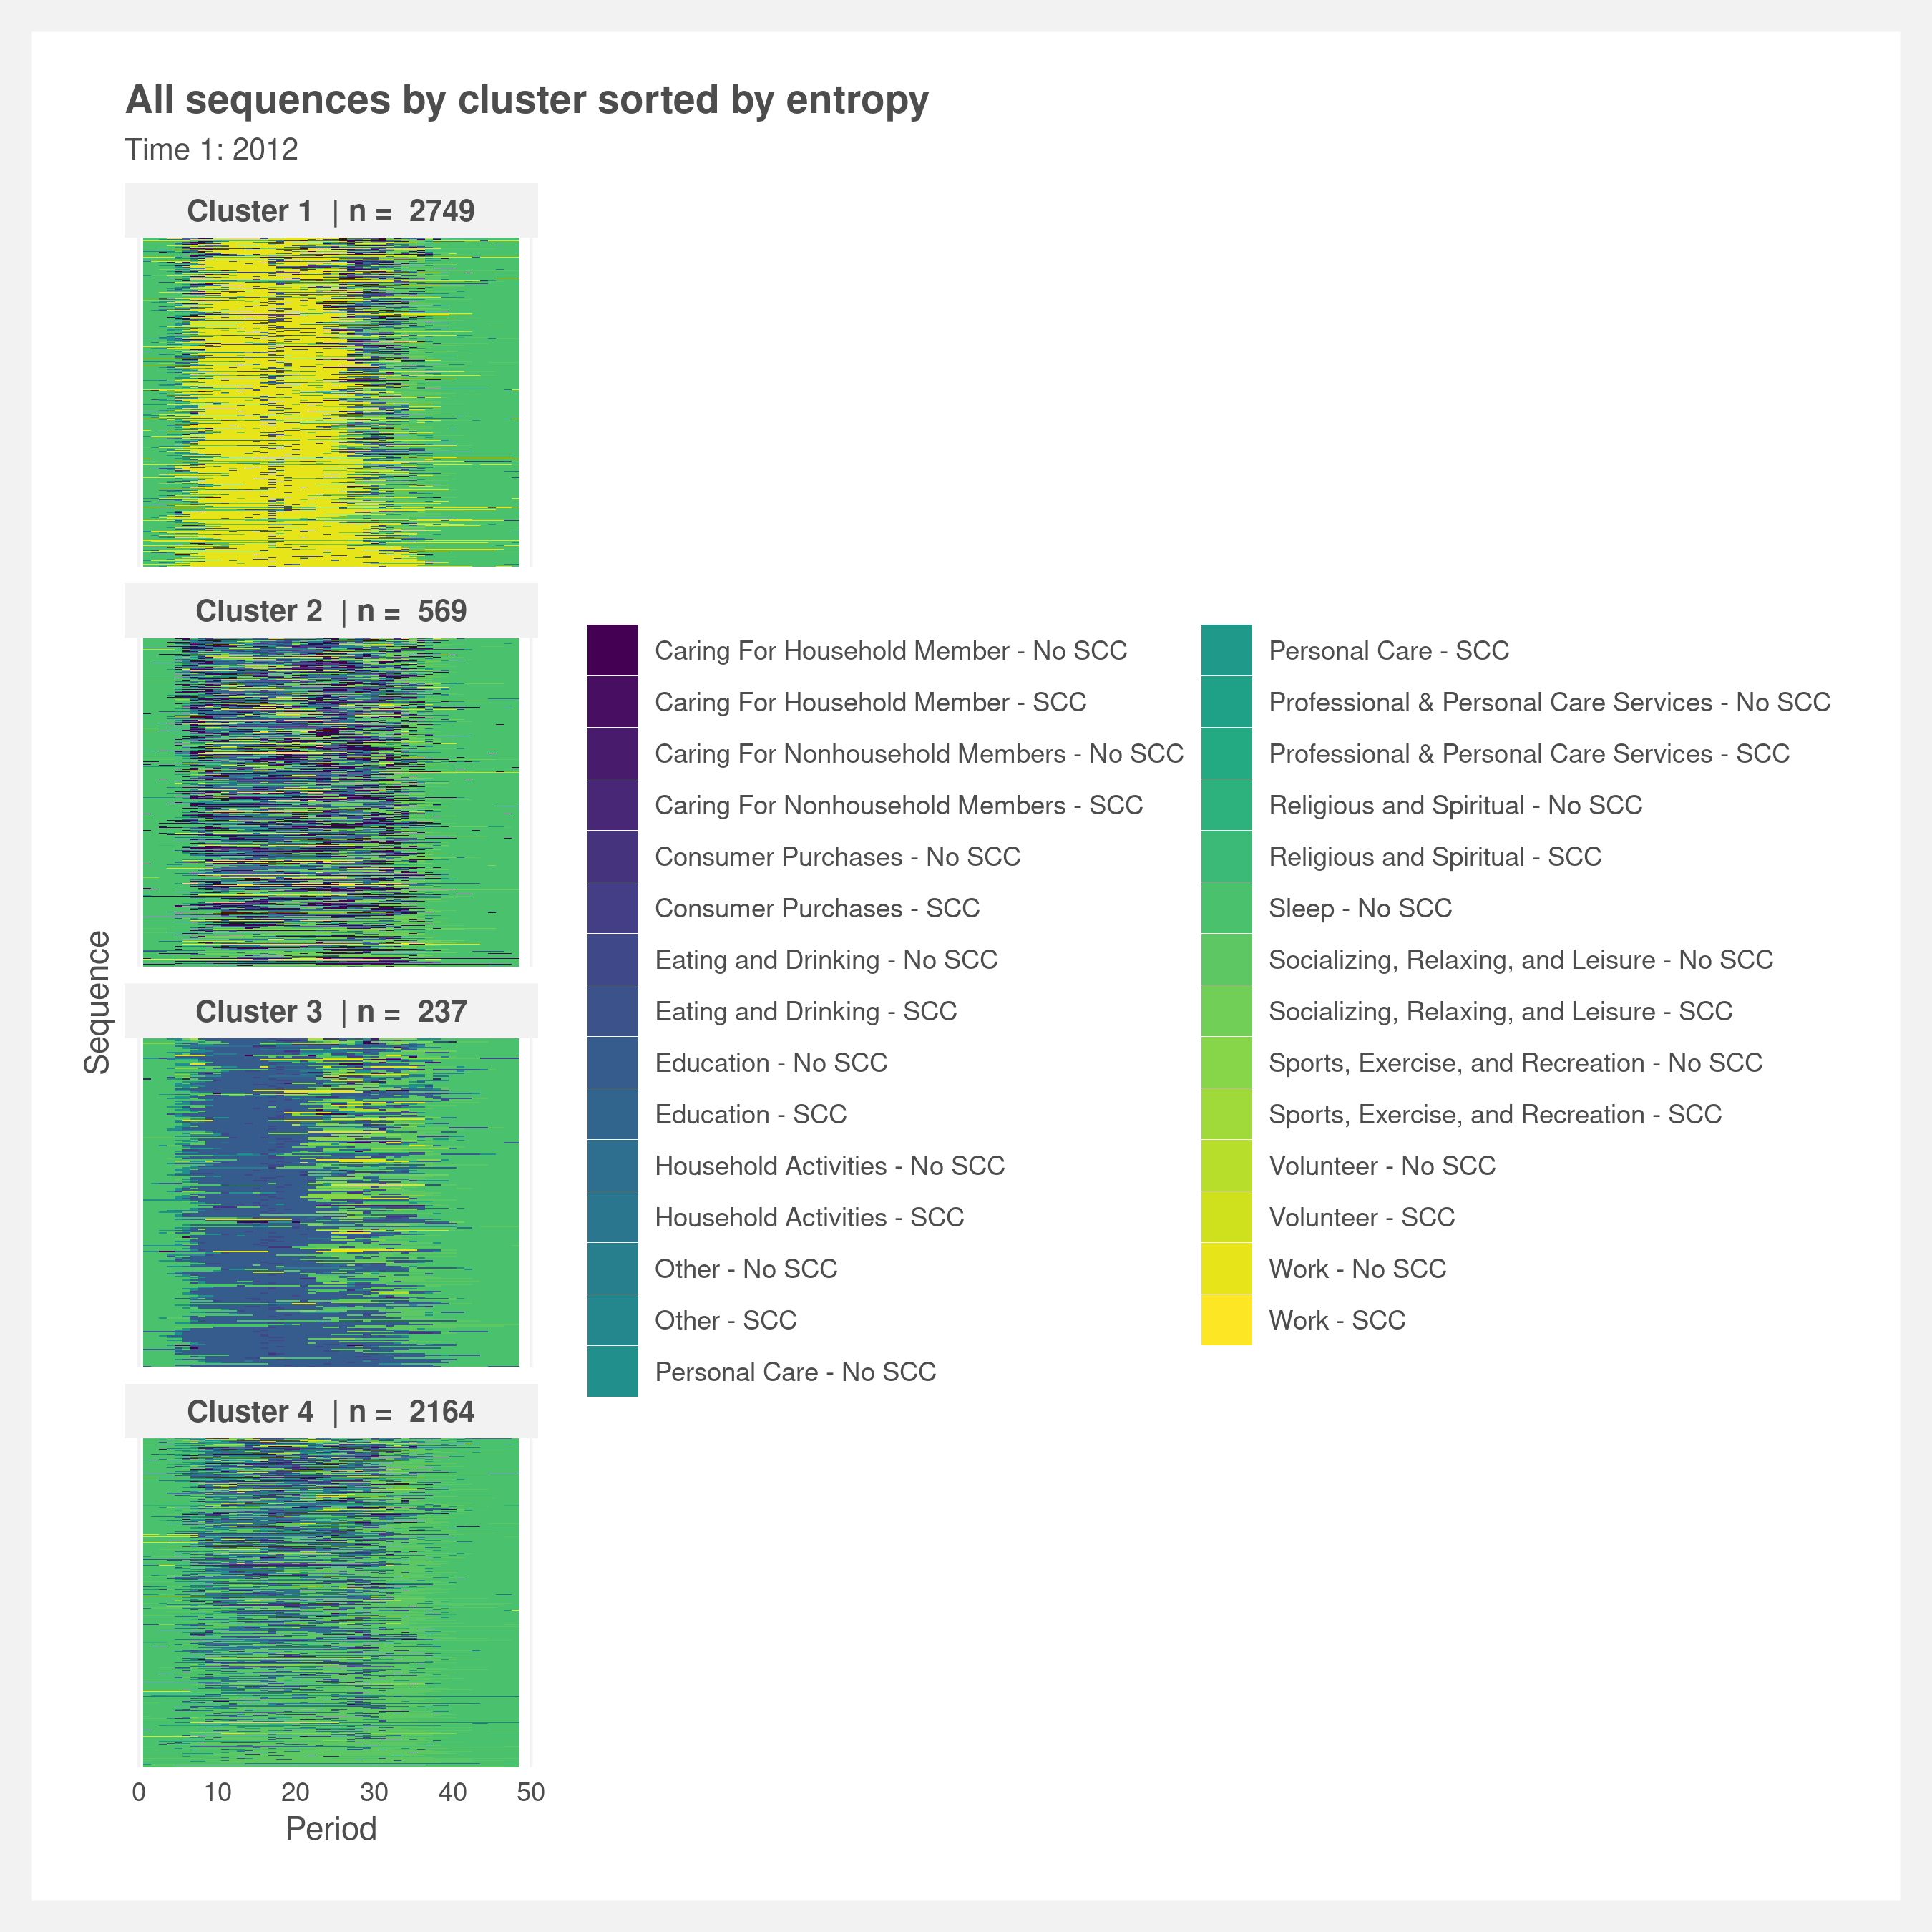 All sequences by cluster sorted by entropy
Time 1: 2012
Cluster 1 | n = 2749
Cluster 2 | n = 569
Cluster 3 | n = 237
Cluster 4 | n = 2164
Sequence
0 10 20 30 40 50
Period
Caring For Household Member - No SCC
Caring For Household Member - SCC
Caring For Nonhousehold Members - No SCC
Caring For Nonhousehold Members - SCC
Consumer Purchases - No SCC
Consumer Purchases - SCC
Eating and Drinking - No SCC
Eating and Drinking - SCC
Education - No SCC
Education - SCC
Household Activities - No SCC
Household Activities - SCC
Other - No SCC
Other - SCC
Personal Care - No SCC
Personal Care - SCC
Professional & Personal Care Services - No SCC
Professional & Personal Care Services - SCC
Religious and Spiritual - No SCC
Religious and Spiritual - SCC
Sleep - No SCC
Socializing, Relaxing, and Leisure - No SCC
Socializing, Relaxing, and Leisure - SCC
Sports, Exercise, and Recreation - No SCC
Sports, Exercise, and Recreation - SCC
Volunteer - No SCC
Volunteer - SCC
Work - No SCC
Work - SCC